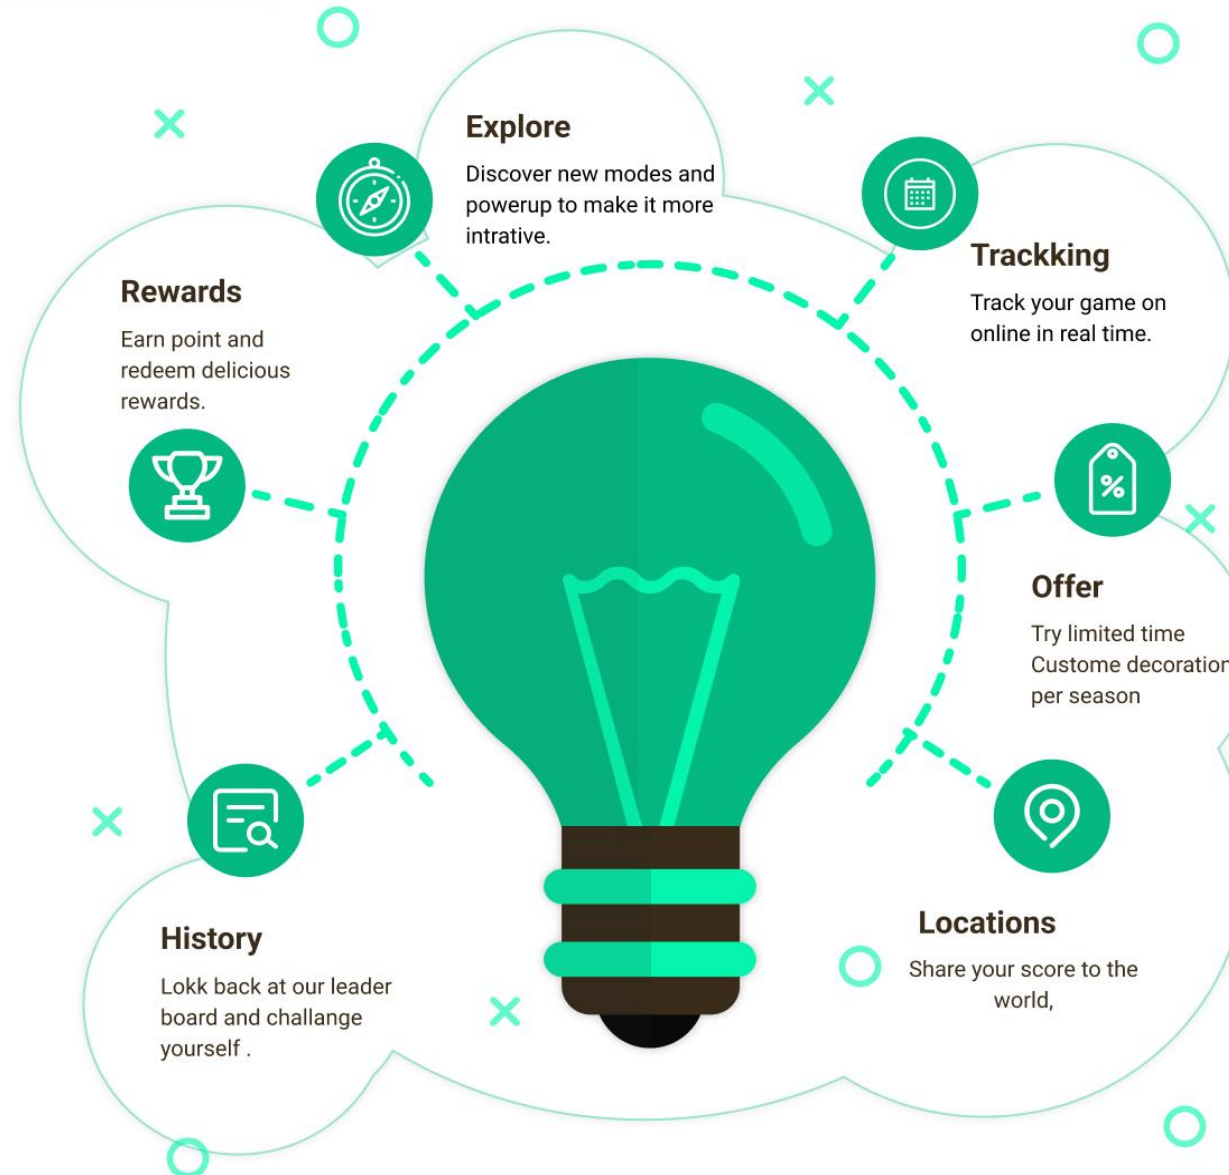 Explore
Discover new modes and
powerup to make it more
intrative.
Trackking
Track your game on
online in real time.
Rewards
Earn point and
redeem delicious
rewards.
Offer
Try limited time
Custome decoration
per season
History
Lokk back at our leader
board and challange
yourself .
Locations
Share your score to the
world,